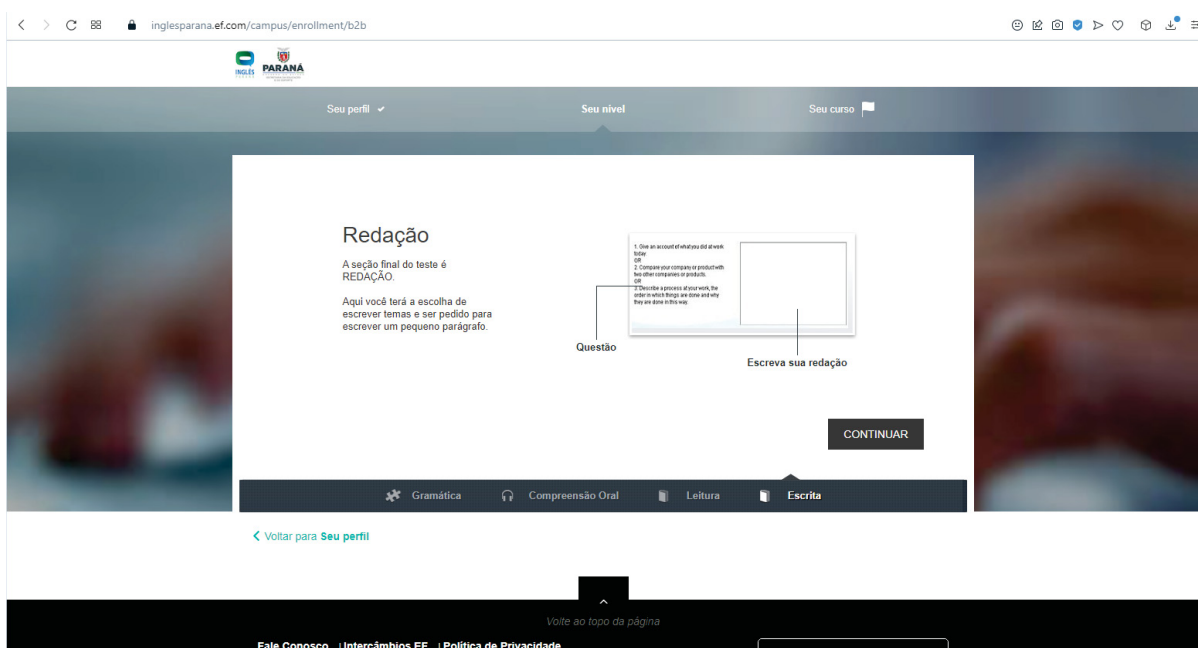 inglesparana.ef.com/campus/enrollment/b2b
INGLÊS
PARANÁ
PARANÁ
Seu perfil
Seu nível
Seu curso
Redação
A seção final do teste é
REDAÇÃO.
Aqui você terá a escolha de
escrever temas e ser pedido para
escrever um pequeno parágrafo.
1. Give an account of what you did at work
today
OR
2. Compare your company or product with
two other companies or products.
OR
3. Describe a process at your work, the
order in which things are done and why
they are done in this way.
Questão
Escreva sua redação
CONTINUAR
Gramática
Compreensão Oral
Leitura
Escrita
Voltar para Seu perfil
Volte ao topo da página
Fale Conosco | Intercâmbios EF | Política de Privacidade